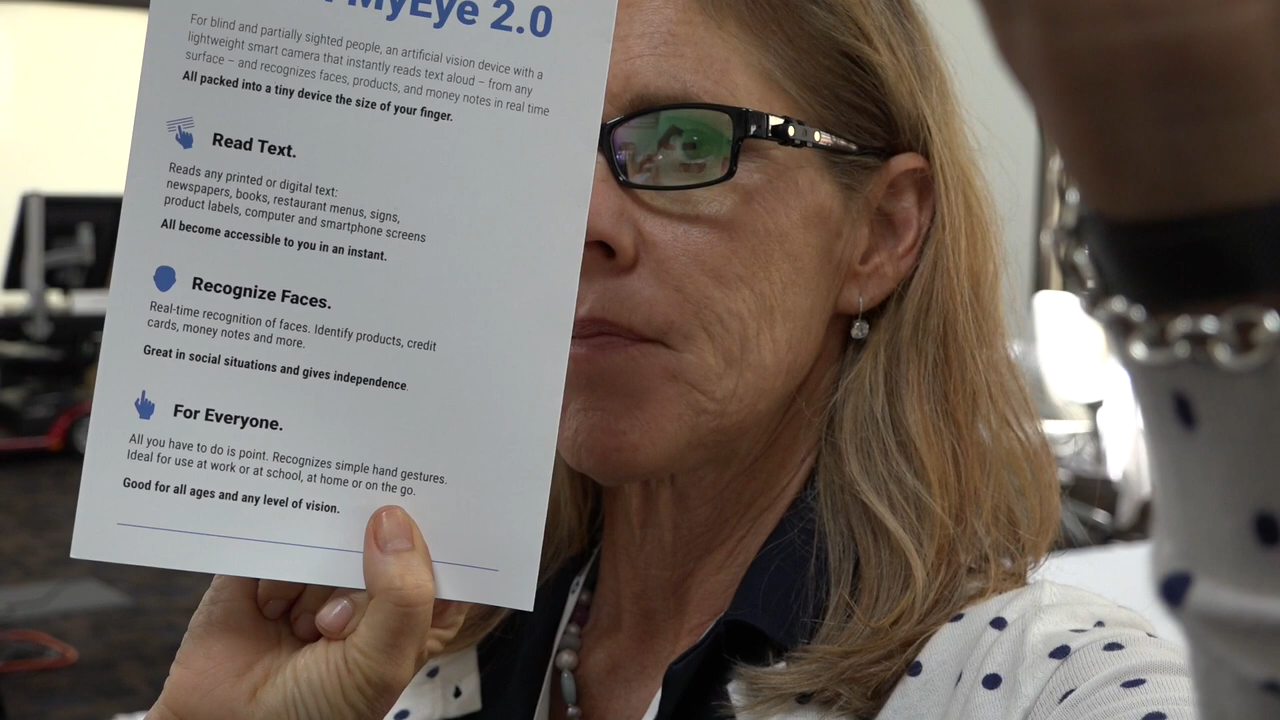 MyEye 2.0
For blind and partially sighted people, an artificial vision device with a
lightweight smart camera that instantly reads text aloud – from any
surface – and recognizes faces, products, and money notes in real time
All packed into a tiny device the size of your finger.
Read Text.
Reads any printed or digital text:
newspapers, books, restaurant menus, signs,
product labels, computer and smartphone screens
All become accessible to you in an instant.
Recognize Faces.
Real-time recognition of faces. Identify products, credit
cards, money notes and more.
Great in social situations and gives independence.
For Everyone.
All you have to do is point. Recognizes simple hand gestures.
Ideal for use at work or at school, at home or on the go.
Good for all ages and any level of vision.